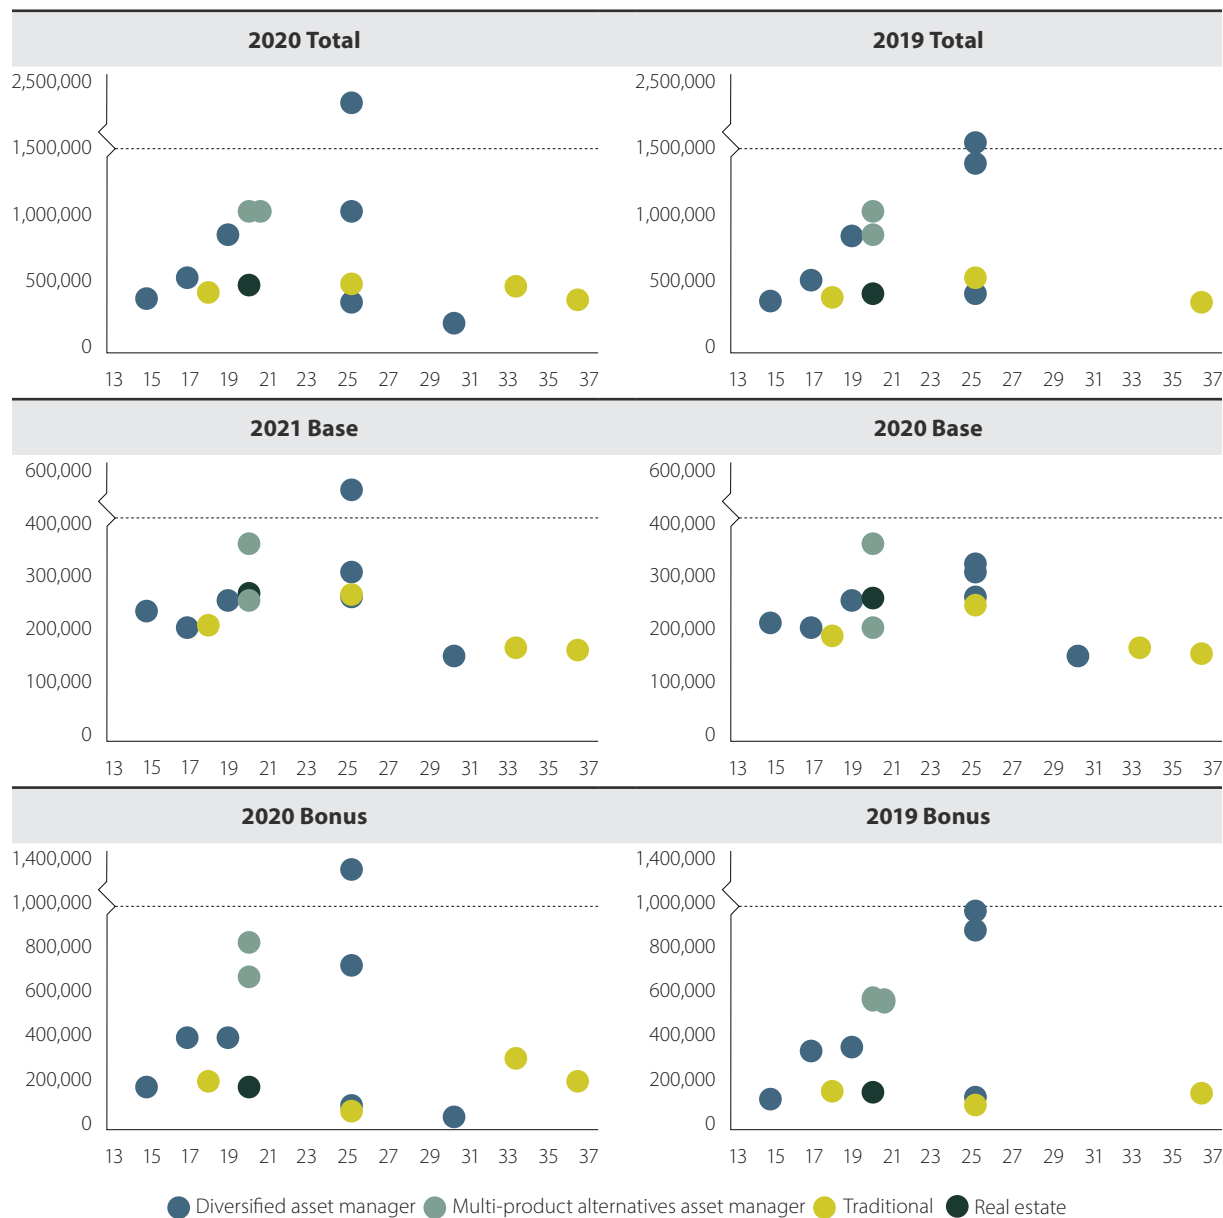 2020 Total
2019 Total
2,500,000
1,500,000
1,000,000
500,000
0
13 15 17 19 21 23 25 27 29 31 33 35 37
2,500,000
1,500,000
1,000,000
500,000
0
13 15 17 19 21 23 25 27 29 31 33 35 37
2021 Base
2020 Base
600,000
400,000
300,000
200,000
100,000
0
13 15 17 19 21 23 25 27 29 31 33 35 37
600,000
400,000
300,000
200,000
100,000
0
13 15 17 19 21 23 25 27 29 31 33 35 37
2020 Bonus
2019 Bonus
1,400,000
1,000,000
800,000
600,000
400,000
200,000
0
13 15 17 19 21 23 25 27 29 31 33 35 37
1,400,000
1,000,000
800,000
600,000
400,000
200,000
0
13 15 17 19 21 23 25 27 29 31 33 35 37
Diversified asset manager Multi-product alternatives asset manager Traditional Real estate